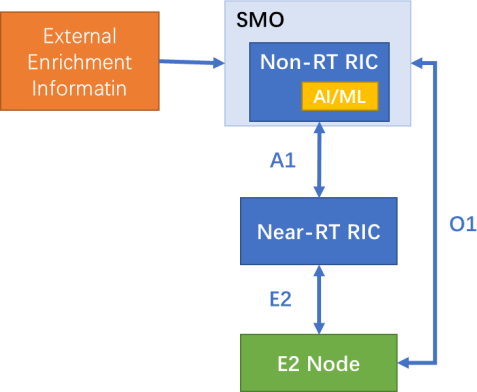 External
Enrichment
Informatin
SMO
Non-RT RIC
AI/ML
A1
Near-RT RIC
O1
E2
E2 Node